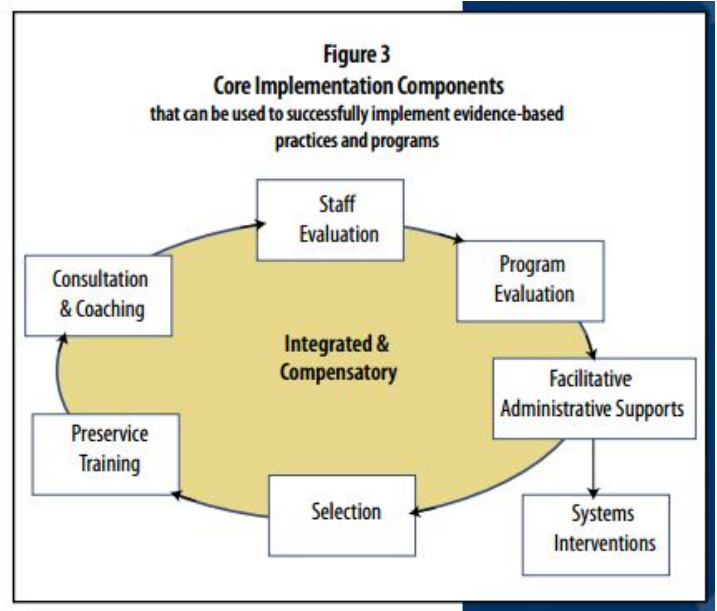 Figure 3
Core Implementation Components
that can be used to successfully implement evidence-based
practices and programs
Staff
Evaluation
Program
Evaluation
Consultation
& Coaching
Integrated &
Compensatory
Facilitative
Administrative Supports
Preservice
Training
Selection
Systems
Interventions